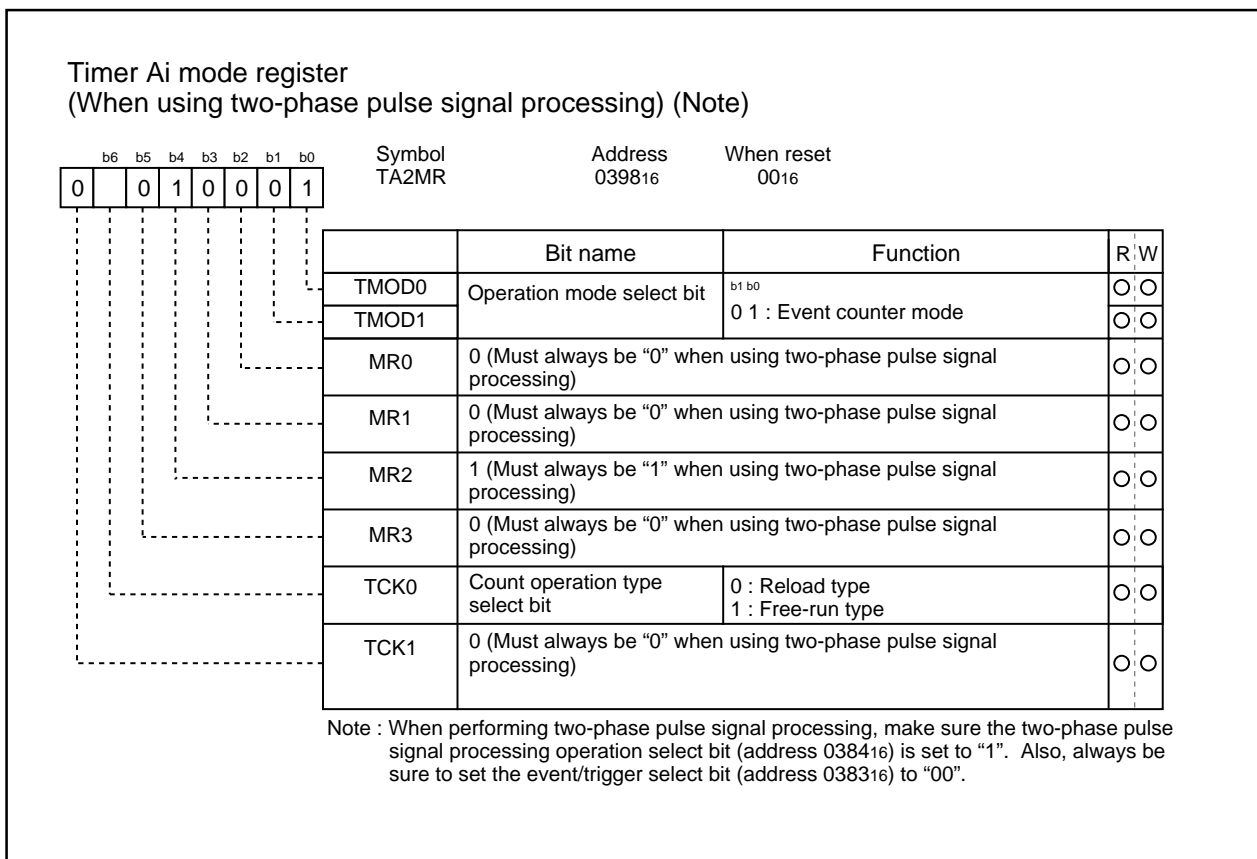 Timer Ai mode register
(When using two-phase pulse signal processing) (Note)
b6 b5 b4 b3 b2 b1 b0
0 0 1 0 0 0 1
Symbol Address When reset
TA2MR 039816 0016
Bit name Function R W
TMOD0 Operation mode select bit b1 b0
TMOD1 0 1 : Event counter mode
MR0 0 (Must always be “0” when using two-phase pulse signal
processing)
MR1 0 (Must always be “0” when using two-phase pulse signal
processing)
MR2 1 (Must always be “1” when using two-phase pulse signal
processing)
MR3 0 (Must always be “0” when using two-phase pulse signal
processing)
TCK0 Count operation type 0 : Reload type
select bit 1 : Free-run type
TCK1 0 (Must always be “0” when using two-phase pulse signal
processing)
Note : When performing two-phase pulse signal processing, make sure the two-phase pulse
signal processing operation select bit (address 038416) is set to “1”. Also, always be
sure to set the event/trigger select bit (address 038316) to “00”.